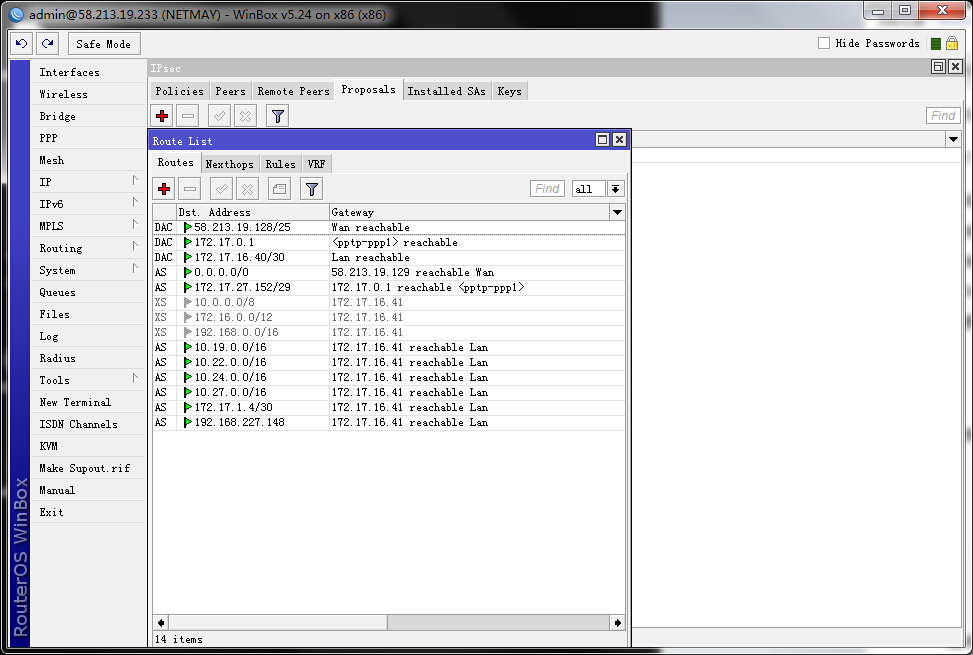 admin@58.213.19.233 (NETMAY) - WinBox v5.24 on x86 (x86)
Safe Mode
Hide Passwords
Interfaces
Wireless
Bridge
PPP
Mesh
IP
IPv6
MPLS
Routing
System
Queues
Files
Log
Radius
Tools
New Terminal
ISDN Channels
KVM
Make Supout.rif
Manual
Exit
RouterOS WinBox
IPsec
Policies Peers Remote Peers Proposals Installed SAs Keys
Find
Route List
Routes Nexthops Rules VRF
Find all
Dst. Address Gateway
DAC 58.213.19.128/25 Wan reachable
DAC 172.17.0.1 <pptp-ppp1> reachable
DAC 172.17.16.40/30 Lan reachable
AS 0.0.0.0/0 58.213.19.129 reachable Wan
AS 172.17.27.152/29 172.17.0.1 reachable <pptp-ppp1>
XS 10.0.0.0/8 172.17.16.41
XS 172.16.0.0/12 172.17.16.41
XS 192.168.0.0/16 172.17.16.41
AS 10.19.0.0/16 172.17.16.41 reachable Lan
AS 10.22.0.0/16 172.17.16.41 reachable Lan
AS 10.24.0.0/16 172.17.16.41 reachable Lan
AS 10.27.0.0/16 172.17.16.41 reachable Lan
AS 172.17.1.4/30 172.17.16.41 reachable Lan
AS 192.168.227.148 172.17.16.41 reachable Lan
14 items